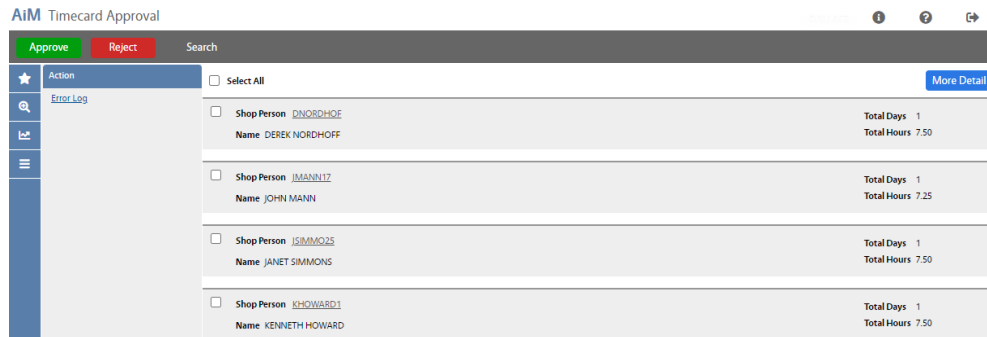 AiM Timecard Approval
Approve Reject Search
Action
Error Log
Select All
More Detail
Shop Person DNORDHOF
Total Days 1
Name DEREK NORDHOFF
Total Hours 7.50
Shop Person JMANN17
Total Days 1
Name JOHN MANN
Total Hours 7.25
Shop Person JSIMMO25
Total Days 1
Name JANET SIMMONS
Total Hours 7.50
Shop Person KHOWARD1
Total Days 1
Name KENNETH HOWARD
Total Hours 7.50